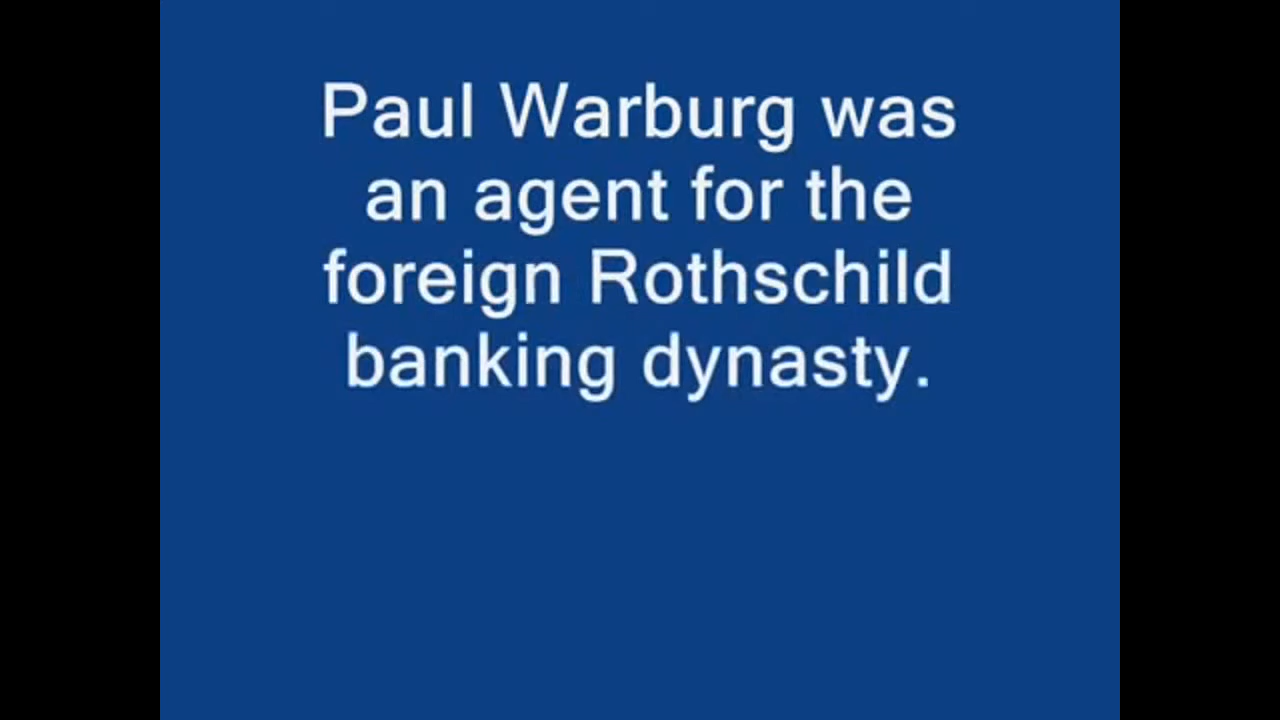 Paul Warburg was
an agent for the
foreign Rothschild
banking dynasty.